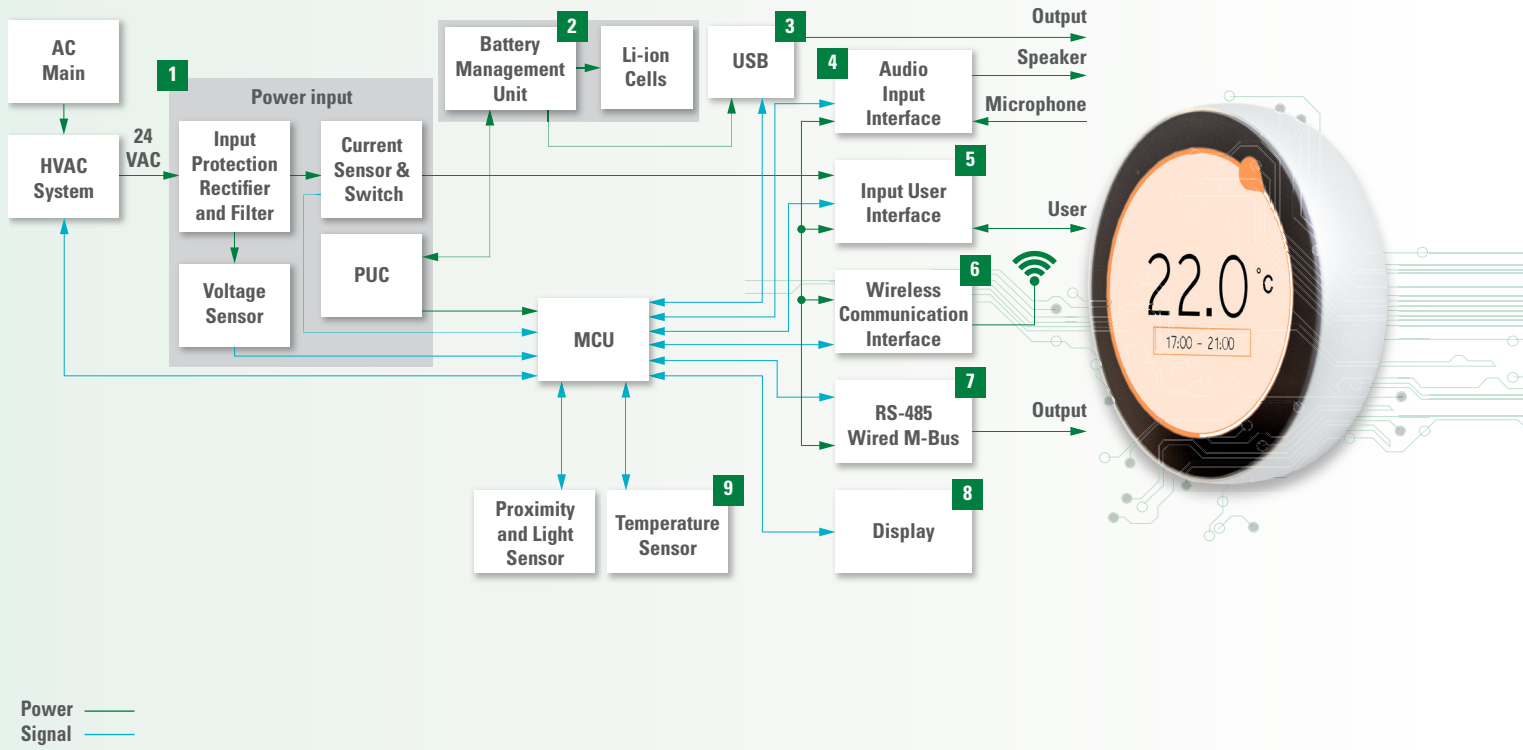 AC
Main
HVAC
System
24
VAC
1
Power input
Input
Protection
Rectifier
and Filter
Current
Sensor &
Switch
Voltage
Sensor
PUC
2
Battery
Management
Unit
Li-ion
Cells
3
USB
Output
4
Audio
Input
Interface
Speaker
Microphone
5
Input User
Interface
User
6
Wireless
Communication
Interface
MCU
7
RS-485
Wired M-Bus
Output
8
Display
Proximity
and Light
Sensor
9
Temperature
Sensor
22.0 °C
17:00 - 21:00
Power
Signal